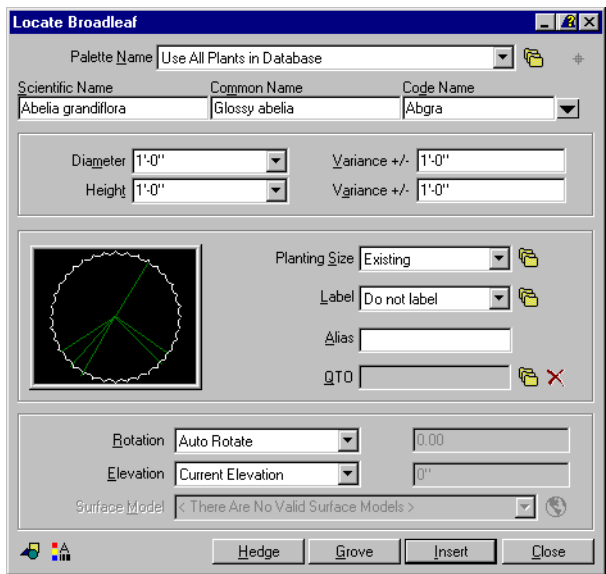 Locate Broadleaf
Palette Name Use All Plants in Database
Scientific Name Common Name Code Name
Abelia grandiflora Glossy abelia Abgra
Diameter 1'-0" Variance +/- 1'-0"
Height 1'-0" Variance +/- 1'-0"
Planting Size Existing
Label Do not label
Alias
QTO
Rotation Auto Rotate 0.00
Elevation Current Elevation 0"
Surface Model < There Are No Valid Surface Models >
Hedge Grove Insert Close